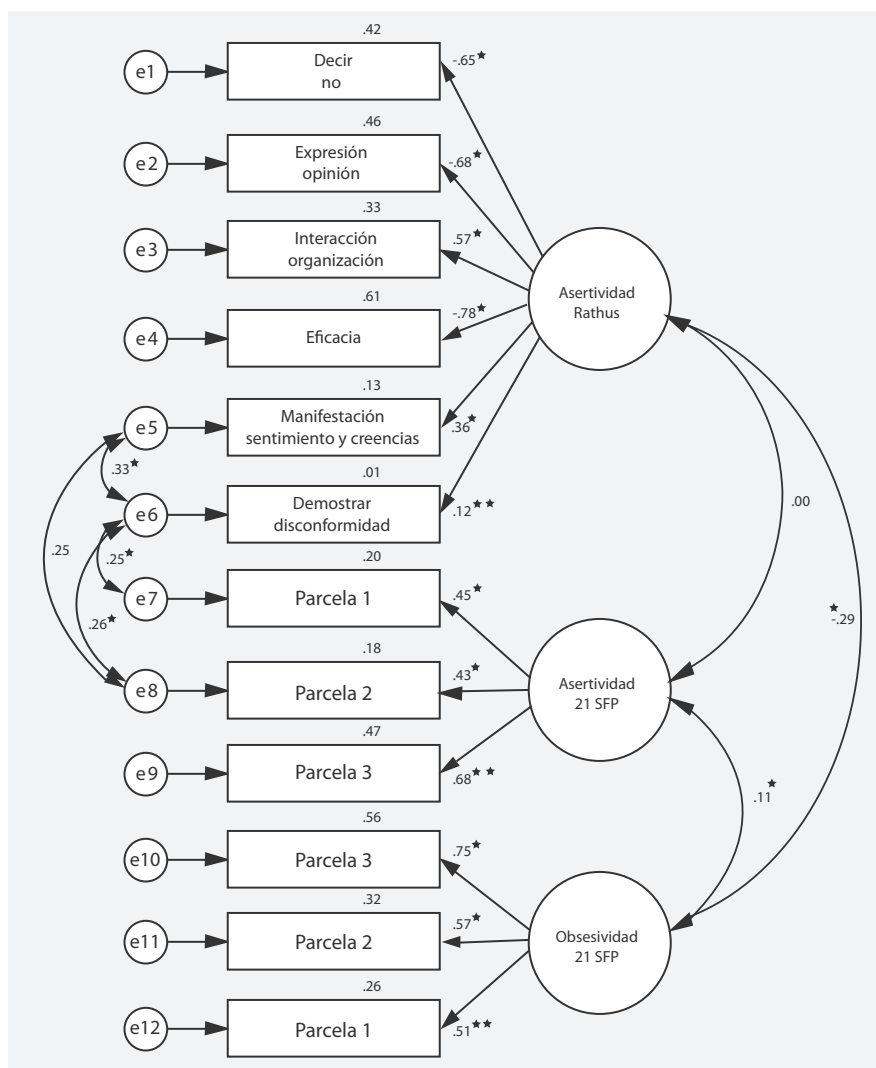 .42
e1
Decir
no
-.65★
.46
e2
Expresión
opinión
-.68★
.33
e3
Interacción
organización
.57★
Asertividad
Rathus
.61
e4
Eficacia
-.78★
.13
e5
Manifestación
sentimiento y creencias
.36★
.33★
.01
e6
Demostrar
disconformidad
.12★★
.00
.25
.25★
.20
e7
Parcela 1
.45★
.26★
★
-.29
.18
e8
Parcela 2
.43★
Asertividad
21 SFP
.47
e9
Parcela 3
.68★★
.11★
.56
e10
Parcela 3
.75★
.32
e11
Parcela 2
.57★
Obsesividad
21 SFP
.26
e12
Parcela 1
.51★★